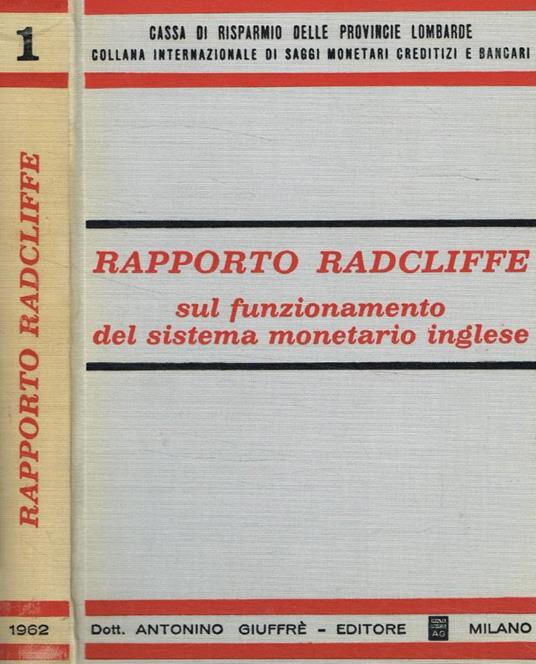 1
RAPPORTO RADCLIFFE
1962
CASSA DI RISPARMIO DELLE PROVINCIE LOMBARDE
COLLANA INTERNAZIONALE DI SAGGI MONETARI CREDITIZI E BANCARI
RAPPORTO RADCLIFFE
sul funzionamento
del sistema monetario inglese
Dott. ANTONINO GIUFFRÈ - EDITORE AG MILANO